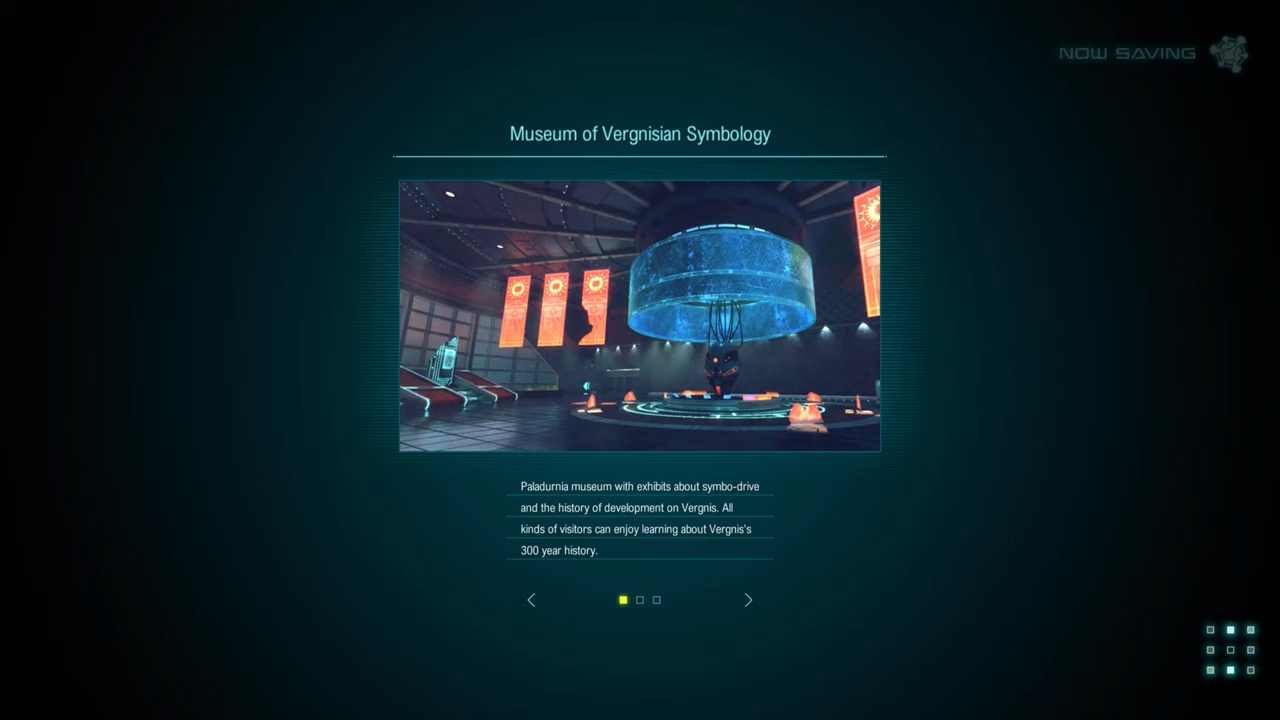 NOW SAVING
Museum of Vergnisian Symbology
Paladurnia museum with exhibits about symbo-drive
and the history of development on Vergnis. All
kinds of visitors can enjoy learning about Vergnis's
300 year history.